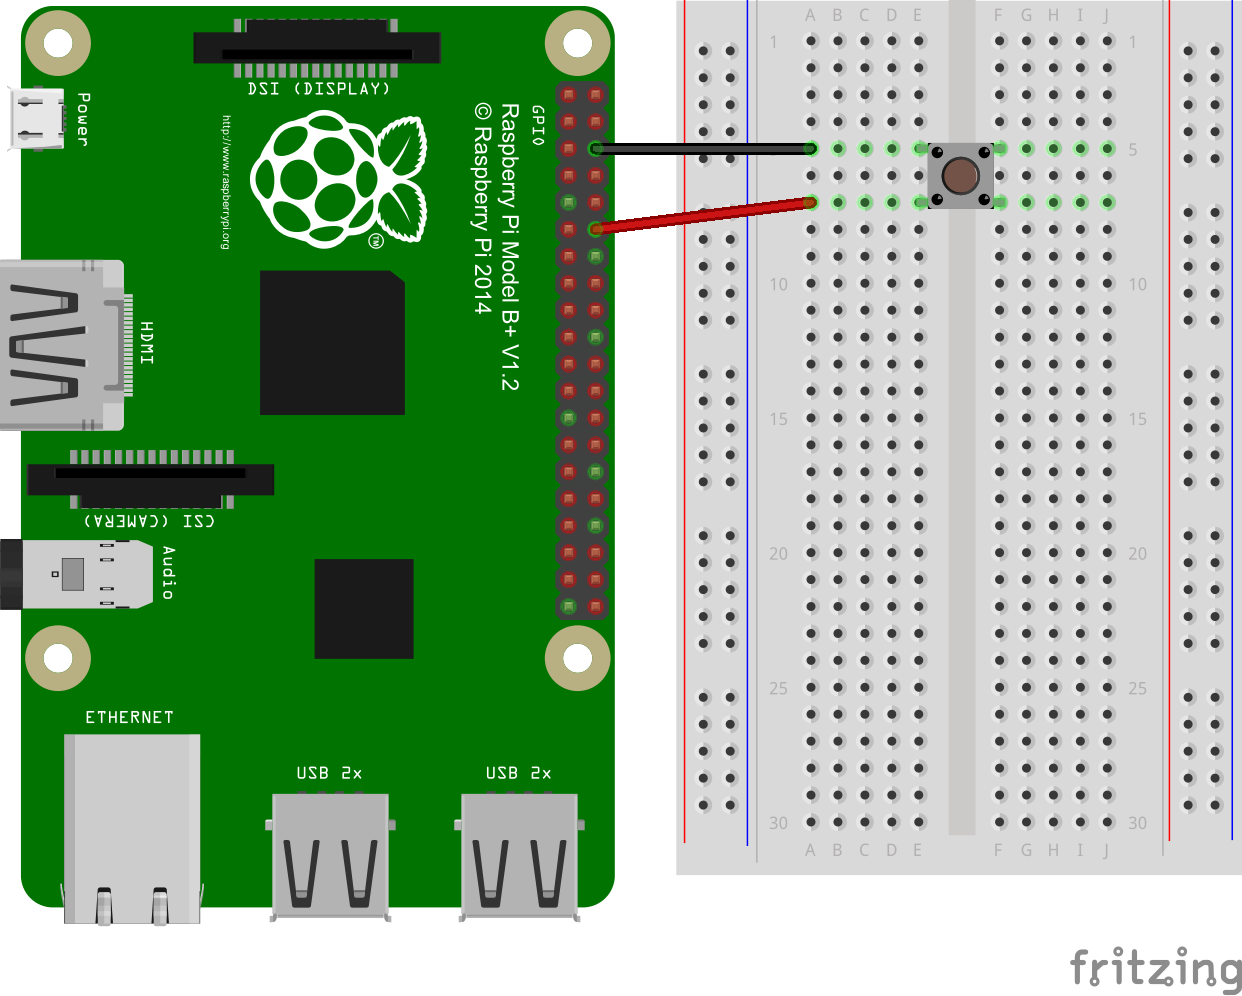 DSI (DISPLAY)
Power
http://www.raspberrypi.org
TM
GPIO
Raspberry Pi Model B+ V1.2
© Raspberry Pi 2014
HDMI
CSI (CAMERA)
Audio
ETHERNET
USB 2x
USB 2x
A B C D E F G H I J
1 1
5 5
10 10
15 15
20 20
25 25
30 30
A B C D E F G H I J
fritzing